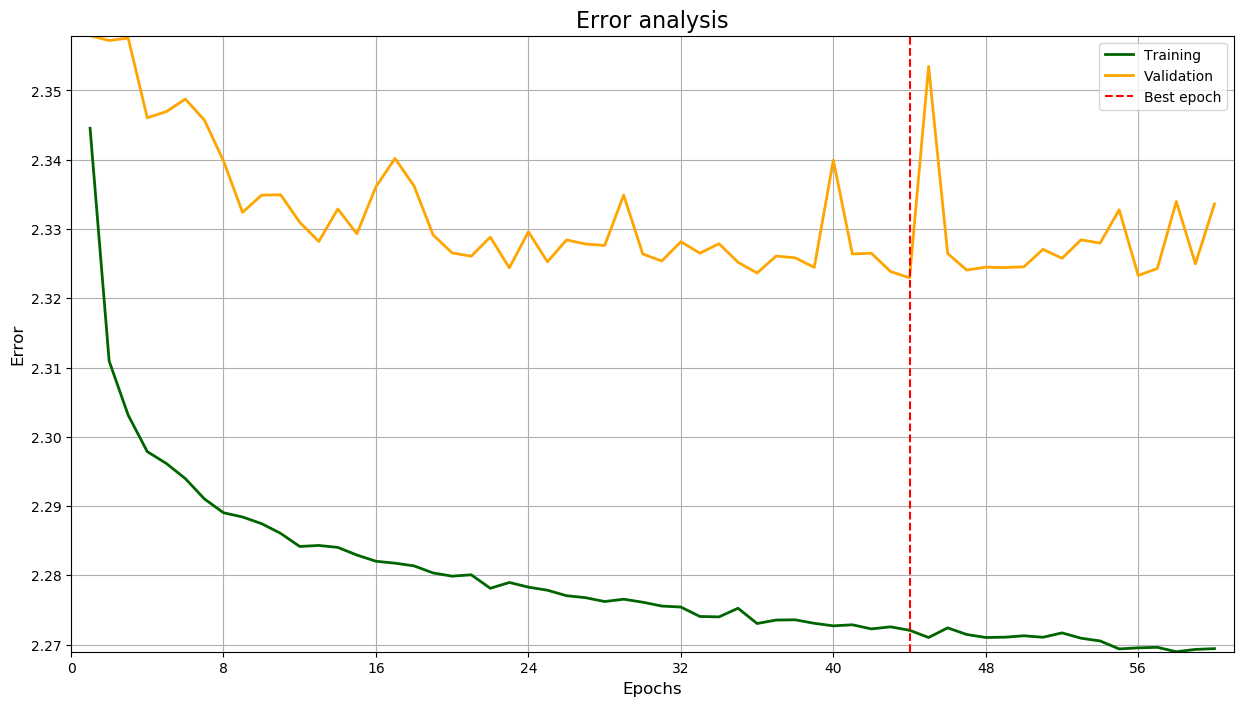 Error analysis
Training
Validation
Best epoch
2.35
2.34
2.33
2.32
2.31
2.30
2.29
2.28
2.27
Error
0 8 16 24 32 40 48 56
Epochs